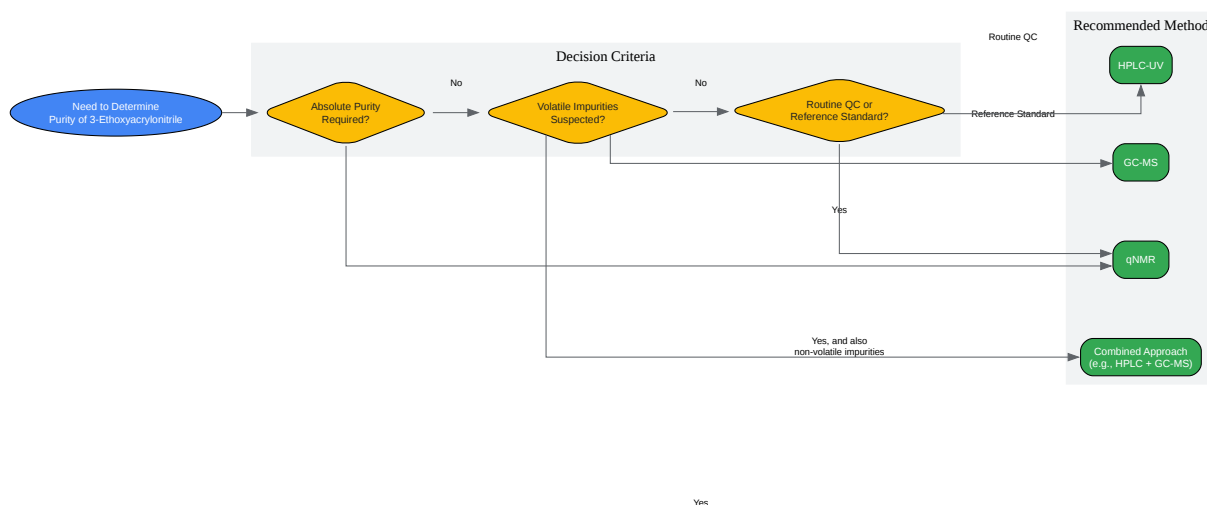 Recommended Method
Routine QC
Decision Criteria
HPLC-UV
No
No
Need to Determine
Purity of 3-Ethoxyacrylonitrile
Absolute Purity
Required?
Volatile Impurities
Suspected?
Routine QC or
Reference Standard?
Reference Standard
GC-MS
Yes
qNMR
Yes, and also
non-volatile impurities
Combined Approach
(e.g., HPLC + GC-MS)
Yes